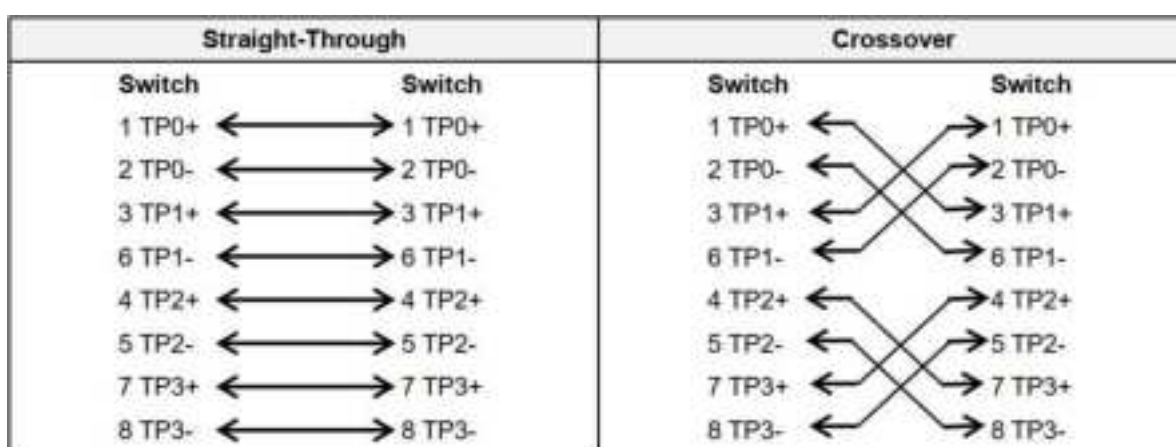 Straight-Through
Crossover
Switch Switch
1 TP0+ 1 TP0+
2 TP0- 2 TP0-
3 TP1+ 3 TP1+
6 TP1- 6 TP1-
4 TP2+ 4 TP2+
5 TP2- 5 TP2-
7 TP3+ 7 TP3+
8 TP3- 8 TP3-
Switch Switch
1 TP0+ 1 TP0+
2 TP0- 2 TP0-
3 TP1+ 3 TP1+
6 TP1- 6 TP1-
4 TP2+ 4 TP2+
5 TP2- 5 TP2-
7 TP3+ 7 TP3+
8 TP3- 8 TP3-